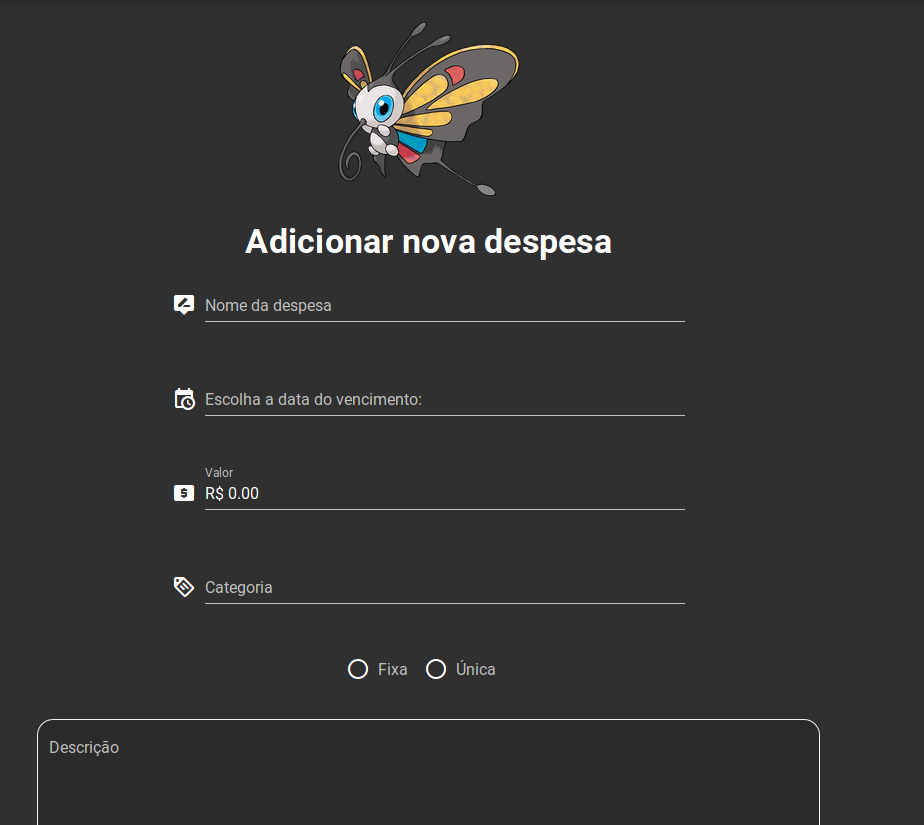 Adicionar nova despesa
Nome da despesa
Escolha a data do vencimento:
Valor
R$ 0.00
Categoria
Fixa Única
Descrição